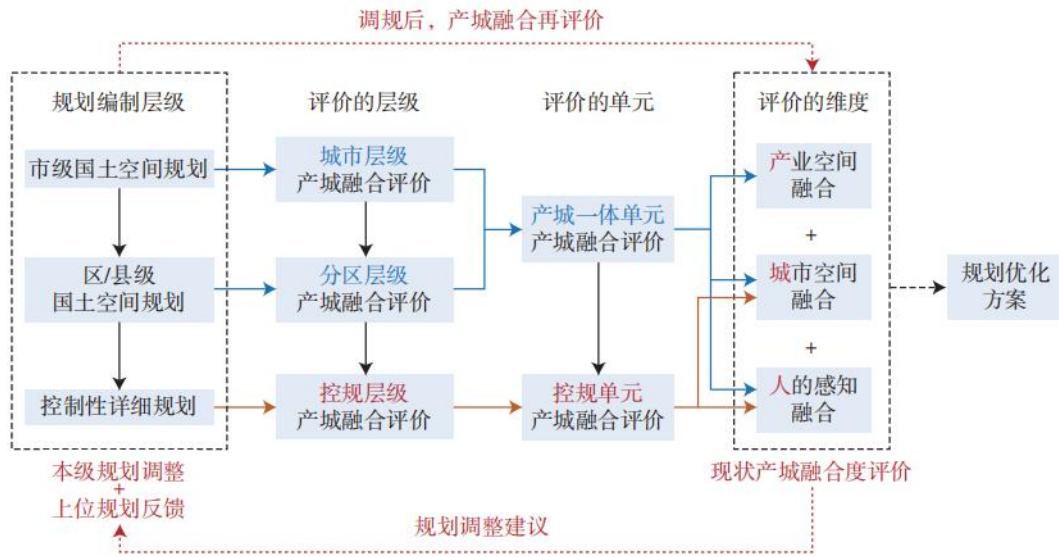 调规后，产城融合再评价
规划编制层级
评价的层级
评价的单元
评价的维度
市级国土空间规划
城市层级
产城融合评价
产业空间
融合
产城一体单元
产城融合评价
+
区/县级
国土空间规划
分区层级
产城融合评价
城市空间
融合
规划优化
方案
+
控制性详细规划
控规层级
产城融合评价
控规单元
产城融合评价
人的感知
融合
本级规划调整
+
上位规划反馈
现状产城融合度评价
规划调整建议